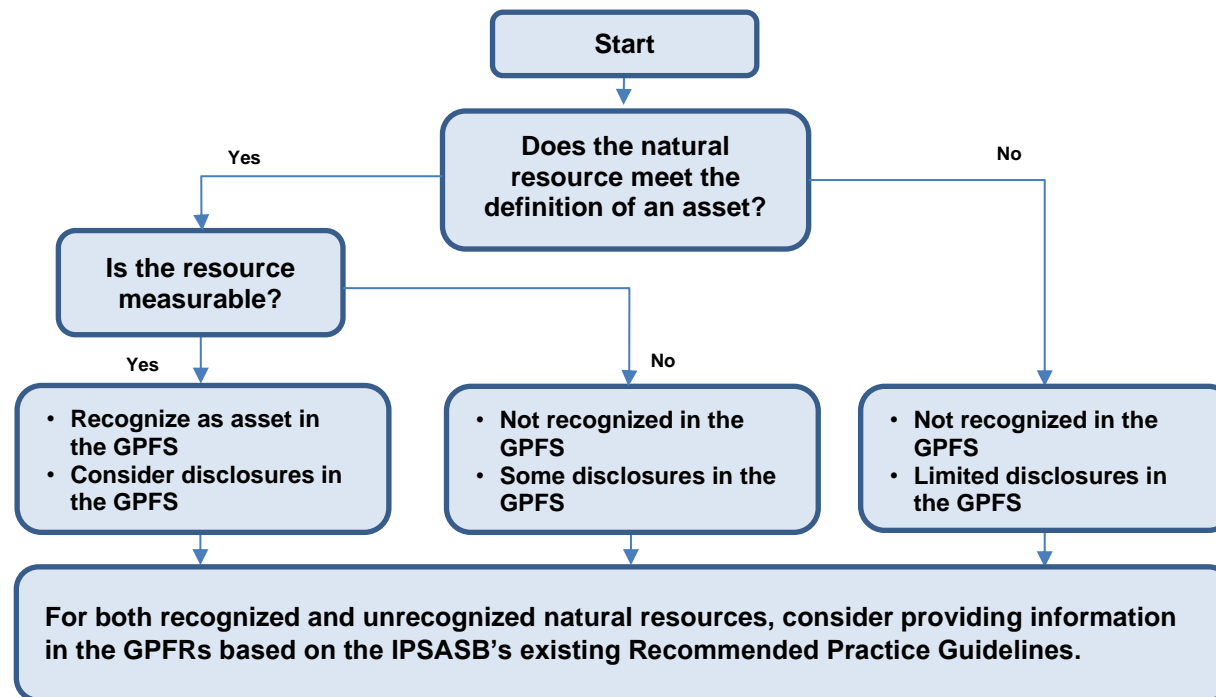 Start
Does the natural
resource meet the
definition of an asset?
Yes
No
Is the resource
measurable?
Yes
No
• Recognize as asset in
the GPFS
• Consider disclosures in
the GPFS
• Not recognized in the
GPFS
• Some disclosures in the
GPFS
• Not recognized in the
GPFS
• Limited disclosures in
the GPFS
For both recognized and unrecognized natural resources, consider providing information
in the GPFRs based on the IPSASB’s existing Recommended Practice Guidelines.